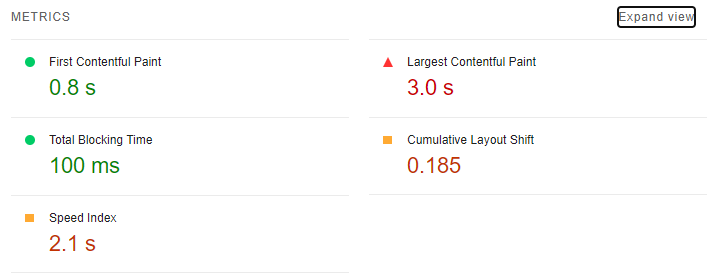 METRICS
Expand view
First Contentful Paint
0.8 s
Largest Contentful Paint
3.0 s
Total Blocking Time
100 ms
Cumulative Layout Shift
0.185
Speed Index
2.1 s